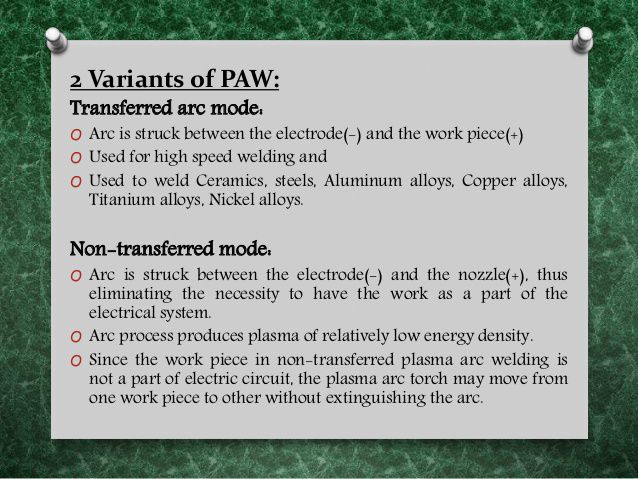 2 Variants of PAW:
Transferred arc mode:
O Arc is struck between the electrode(-) and the work piece(+)
O Used for high speed welding and
O Used to weld Ceramics, steels, Aluminum alloys, Copper alloys,
Titanium alloys, Nickel alloys.
Non-transferred mode:
O Arc is struck between the electrode(-) and the nozzle(+), thus
eliminating the necessity to have the work as a part of the
electrical system.
O Arc process produces plasma of relatively low energy density.
O Since the work piece in non-transferred plasma arc welding is
not a part of electric circuit, the plasma arc torch may move from
one work piece to other without extinguishing the arc.